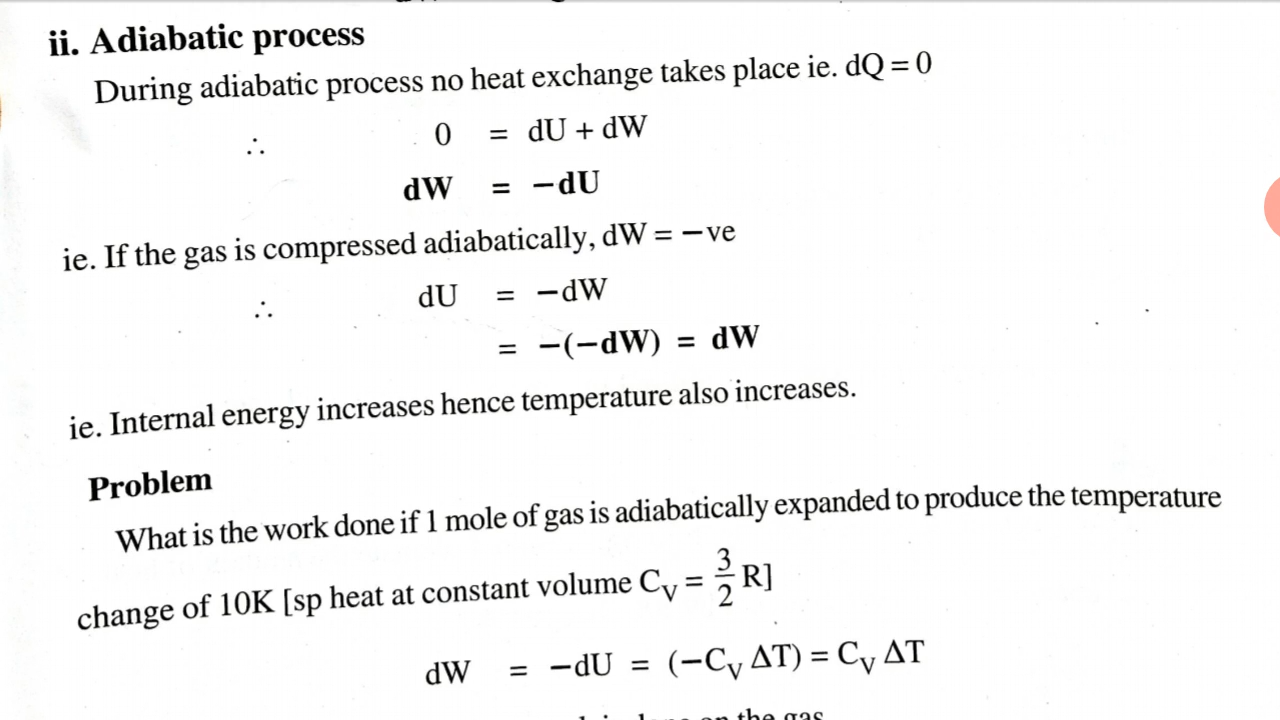 ii. Adiabatic process
During adiabatic process no heat exchange takes place ie. dQ = 0
∴ 0 = dU + dW
dW = −dU
ie. If the gas is compressed adiabatically, dW = −ve
∴ dU = −dW
= −(−dW) = dW
ie. Internal energy increases hence temperature also increases.
Problem
What is the work done if 1 mole of gas is adiabatically expanded to produce the temperature
change of 10K [sp heat at constant volume C_V = 3/2 R]
dW = −dU = (−C_V ΔT) = C_V ΔT
on the gas